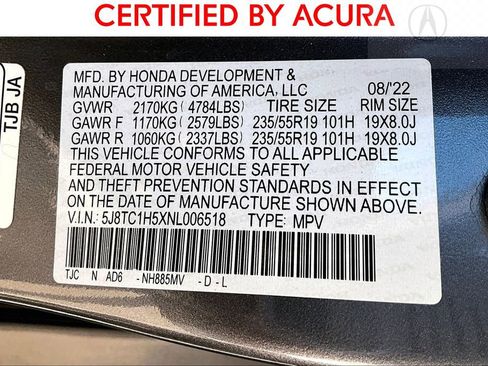 CERTIFIED BY ACURA
TJB JA
MFD. BY HONDA DEVELOPMENT &
MANUFACTURING OF AMERICA, LLC 08/'22
GVWR 2170KG (4784LBS) TIRE SIZE RIM SIZE
GAWR F 1170KG (2579LBS) 235/55R19 101H 19X8.0J
GAWR R 1060KG (2337LBS) 235/55R19 101H 19X8.0J
THIS VEHICLE CONFORMS TO ALL APPLICABLE
FEDERAL MOTOR VEHICLE SAFETY
AND THEFT PREVENTION STANDARDS IN EFFECT
ON THE DATE OF MANUFACTURE SHOWN ABOVE.
V.I.N.: 5J8TC1H5XNL006518 TYPE: MPV
TJC N AD6 -NH885MV -D-L